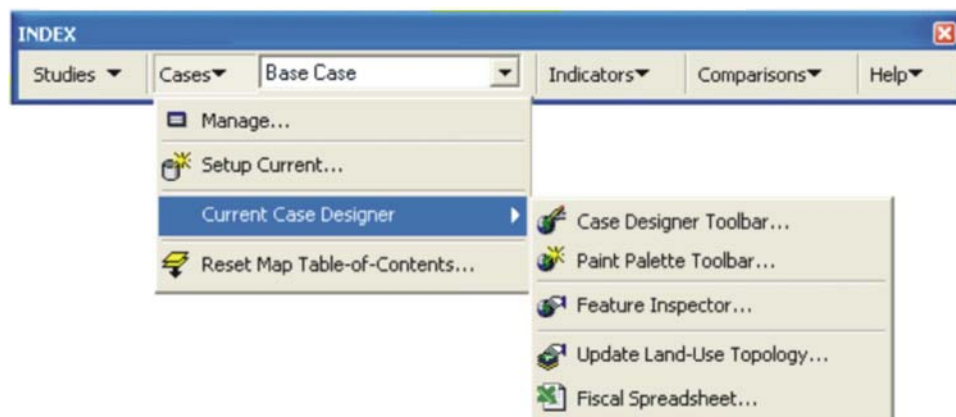 INDEX
Studies Cases Base Case Indicators Comparisons Help
Manage...
Setup Current...
Current Case Designer
Reset Map Table-of-Contents...
Case Designer Toolbar...
Paint Palette Toolbar...
Feature Inspector...
Update Land-Use Topology...
Fiscal Spreadsheet...